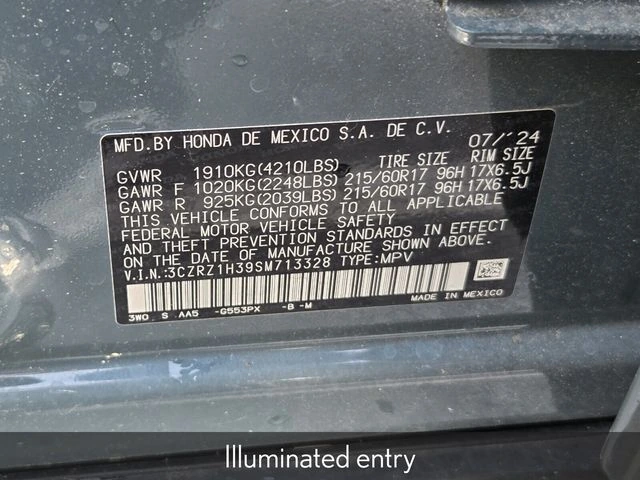 MFD.BY HONDA DE MEXICO S.A. DE C.V. 07/'24
TIRE SIZE RIM SIZE
GVWR 1910KG(4210LBS)
GAWR F 1020KG(2248LBS) 215/60R17 96H 17X6.5J
GAWR R 925KG(2039LBS) 215/60R17 96H 17X6.5J
THIS VEHICLE CONFORMS TO ALL APPLICABLE
FEDERAL MOTOR VEHICLE SAFETY
AND THEFT PREVENTION STANDARDS IN EFFECT
ON THE DATE OF MANUFACTURE SHOWN ABOVE.
V.I.N.:3CZRZ1H39SM713328 TYPE:MPV
3WO S AA5 -G553PX -B -M
MADE IN MEXICO
Illuminated entry